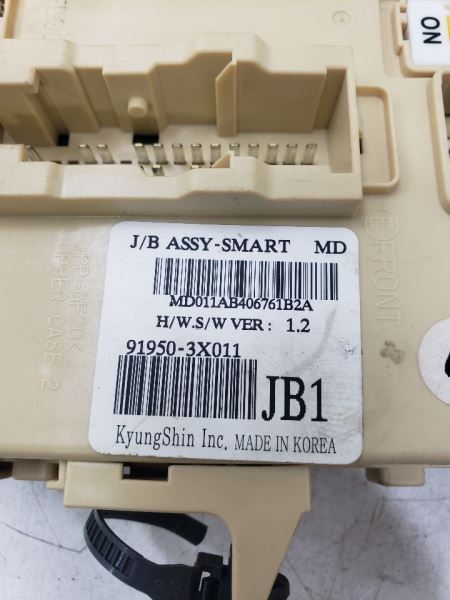 NO
J/B ASSY-SMART MD
MD011AB406761B2A
H/W.S/W VER : 1.2
91950-3X011
JB1
KyungShin Inc. MADE IN KOREA
UPPER CASE 2
E
FRONT